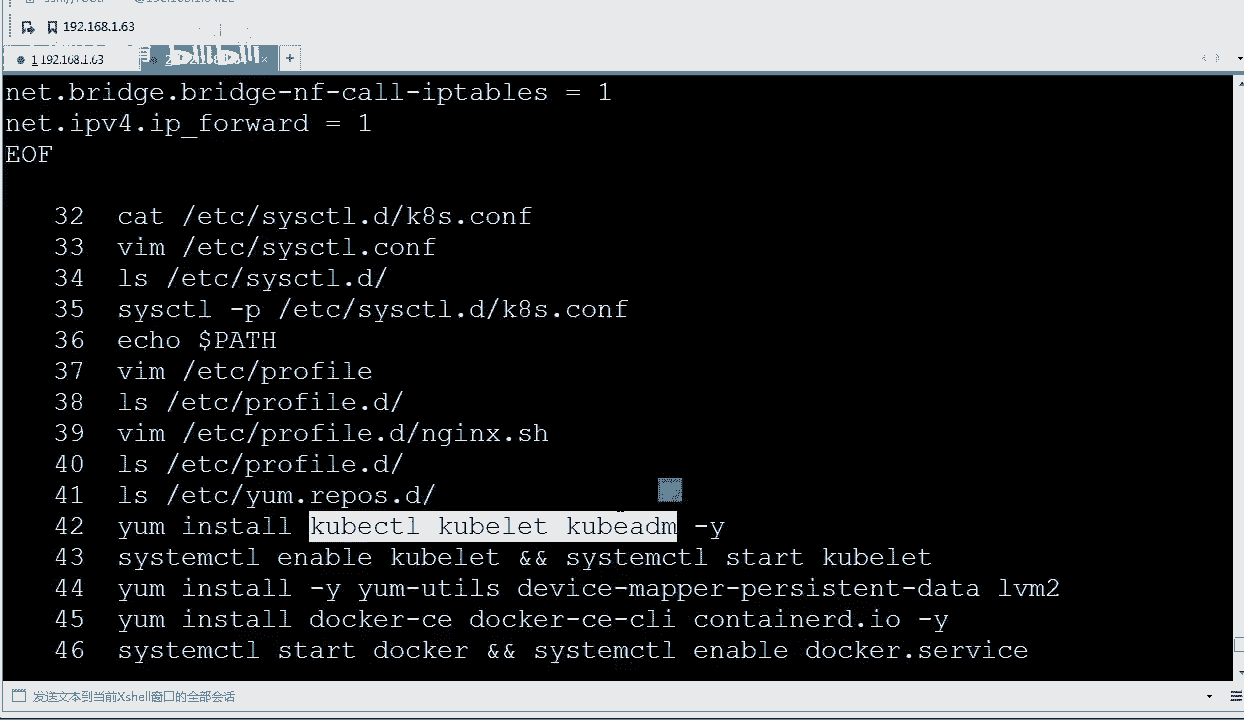 192.168.1.63
1 192.168.1.63
+
net.bridge.bridge-nf-call-iptables = 1
net.ipv4.ip_forward = 1
EOF
32 cat /etc/sysctl.d/k8s.conf
33 vim /etc/sysctl.conf
34 ls /etc/sysctl.d/
35 sysctl -p /etc/sysctl.d/k8s.conf
36 echo $PATH
37 vim /etc/profile
38 ls /etc/profile.d/
39 vim /etc/profile.d/nginx.sh
40 ls /etc/profile.d/
41 ls /etc/yum.repos.d/
42 yum install kubectl kubelet kubeadm -y
43 systemctl enable kubelet && systemctl start kubelet
44 yum install -y yum-utils device-mapper-persistent-data lvm2
45 yum install docker-ce docker-ce-cli containerd.io -y
46 systemctl start docker && systemctl enable docker.service
发送文本到当前Xshell窗口的全部会话